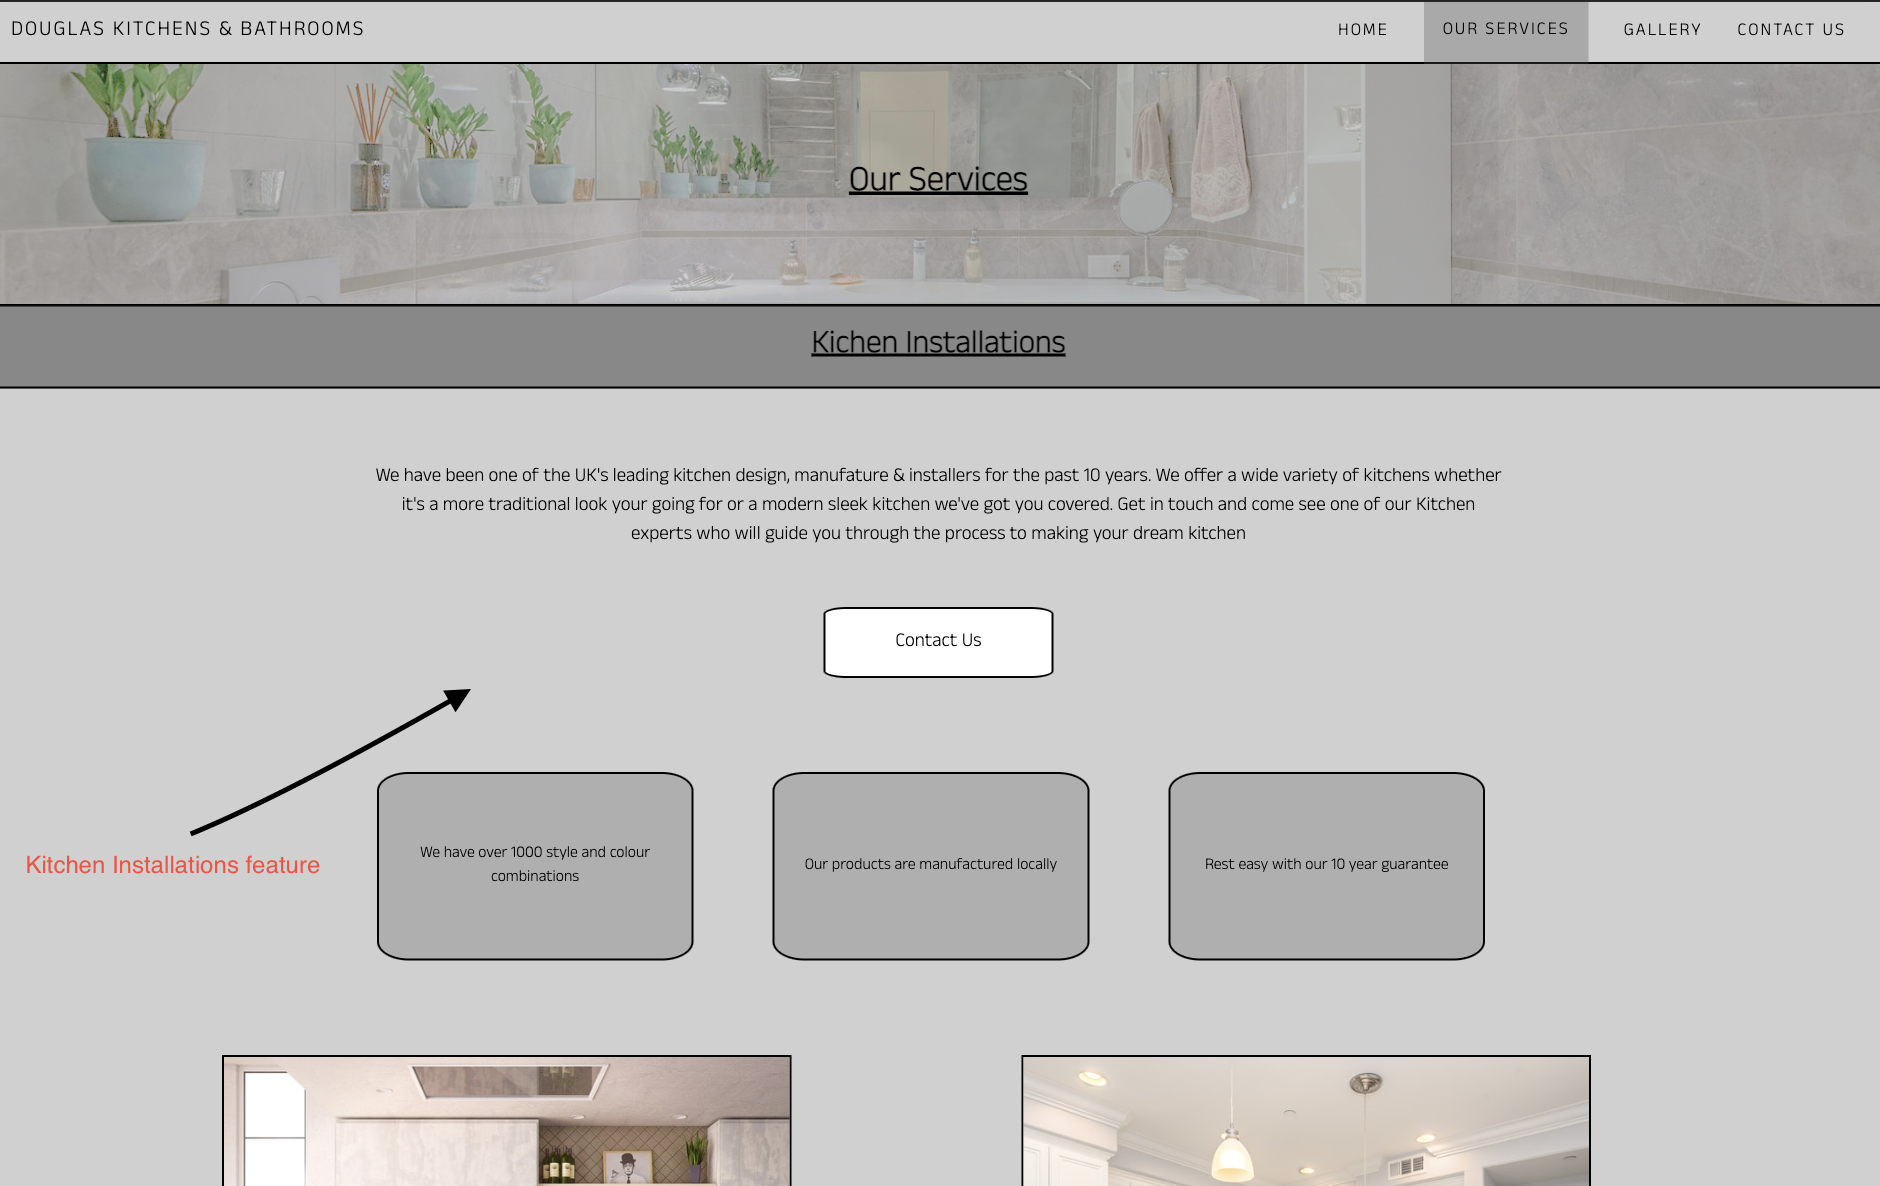 DOUGLAS KITCHENS & BATHROOMS
HOME
OUR SERVICES
GALLERY
CONTACT US
Our Services
Kichen Installations
We have been one of the UK's leading kitchen design, manufature & installers for the past 10 years. We offer a wide variety of kitchens whether
it's a more traditional look your going for or a modern sleek kitchen we've got you covered. Get in touch and come see one of our Kitchen
experts who will guide you through the process to making your dream kitchen
Contact Us
Kitchen Installations feature
We have over 1000 style and colour
combinations
Our products are manufactured locally
Rest easy with our 10 year guarantee